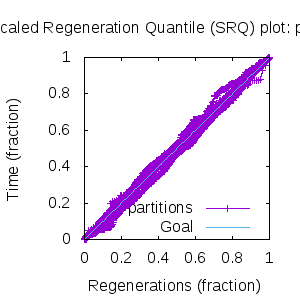 caled Regeneration Quantile (SRQ) plot: p
1
0.8
0.6
0.4
0.2
0
Time (fraction)
partitions
Goal
0 0.2 0.4 0.6 0.8 1
Regenerations (fraction)